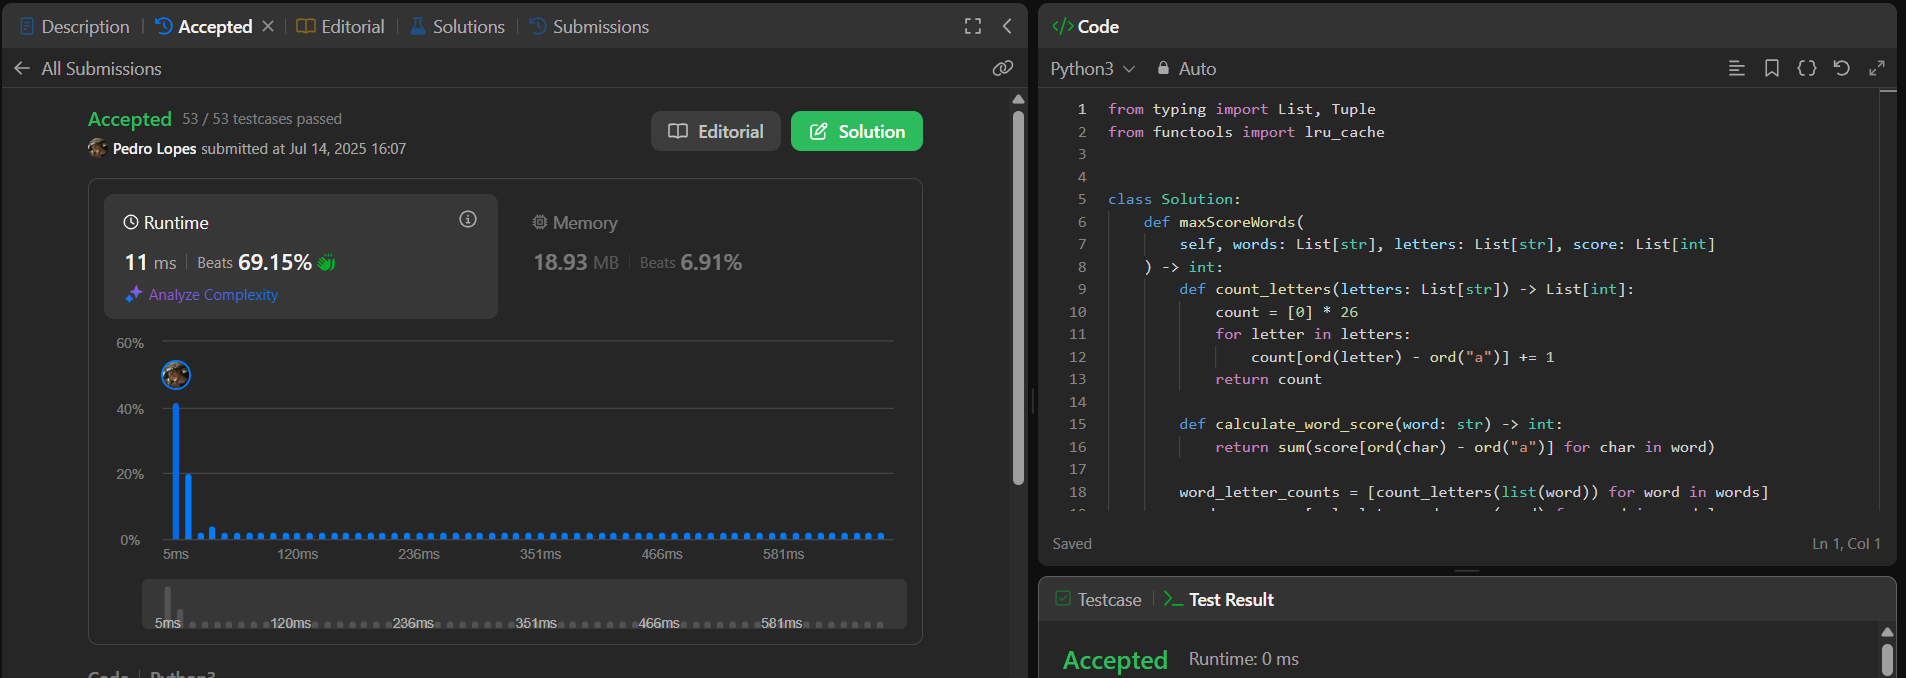 Description
Accepted
Editorial
Solutions
Submissions
All Submissions
Accepted 53 / 53 testcases passed
Pedro Lopes submitted at Jul 14, 2025 16:07
Editorial
Solution
Runtime
11 ms
Beats 69.15%
Analyze Complexity
Memory
18.93 MB
Beats 6.91%
60%
40%
20%
0%
5ms 120ms 236ms 351ms 466ms 581ms
5ms 120ms 236ms 351ms 466ms 581ms
Code Python3
</> Code
Python3 Auto
1 from typing import List, Tuple
2 from functools import lru_cache
3
4
5 class Solution:
6     def maxScoreWords(
7         self, words: List[str], letters: List[str], score: List[int]
8     ) -> int:
9         def count_letters(letters: List[str]) -> List[int]:
10             count = [0] * 26
11             for letter in letters:
12                 count[ord(letter) - ord("a")] += 1
13             return count
14
15         def calculate_word_score(word: str) -> int:
16             return sum(score[ord(char) - ord("a")] for char in word)
17
18         word_letter_counts = [count_letters(list(word)) for word in words]
Saved
Ln 1, Col 1
Testcase
Test Result
Accepted Runtime: 0 ms